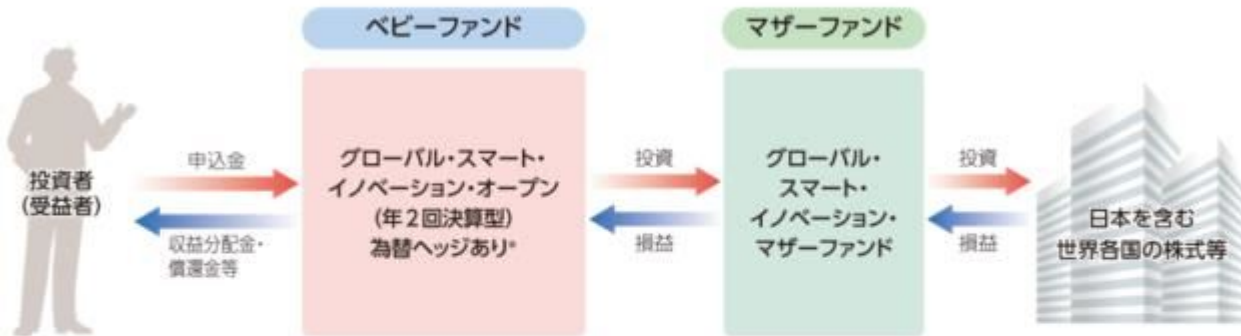 ベビーファンド
マザーファンド
投資者
(受益者)
申込金
収益分配金・
償還金等
グローバル・スマート・
イノベーション・オープン
(年2回決算型)
為替ヘッジあり*
投資
損益
グローバル・
スマート・
イノベーション・
マザーファンド
投資
損益
日本を含む
世界各国の株式等